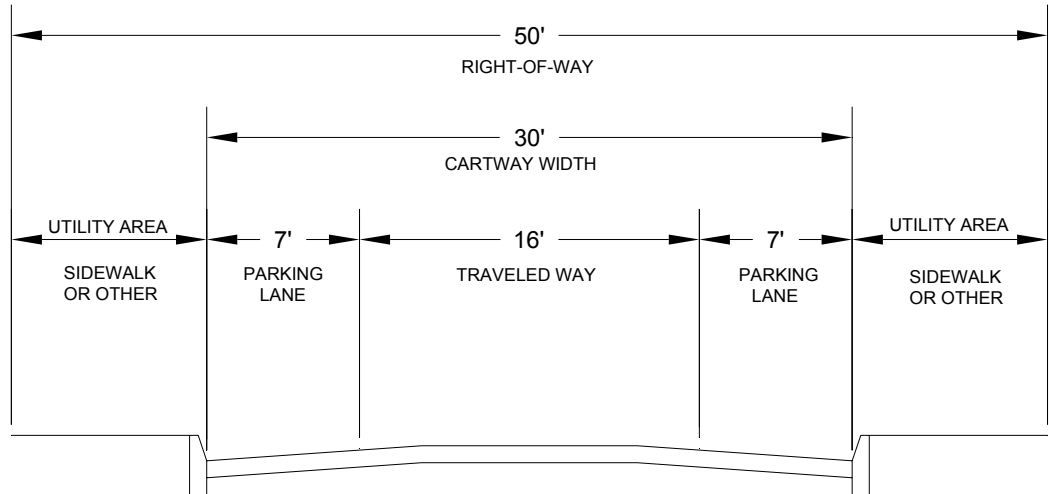 50'
RIGHT-OF-WAY
30'
CARTWAY WIDTH
UTILITY AREA
7'
16'
7'
UTILITY AREA
SIDEWALK
OR OTHER
PARKING
LANE
TRAVELED WAY
PARKING
LANE
SIDEWALK
OR OTHER